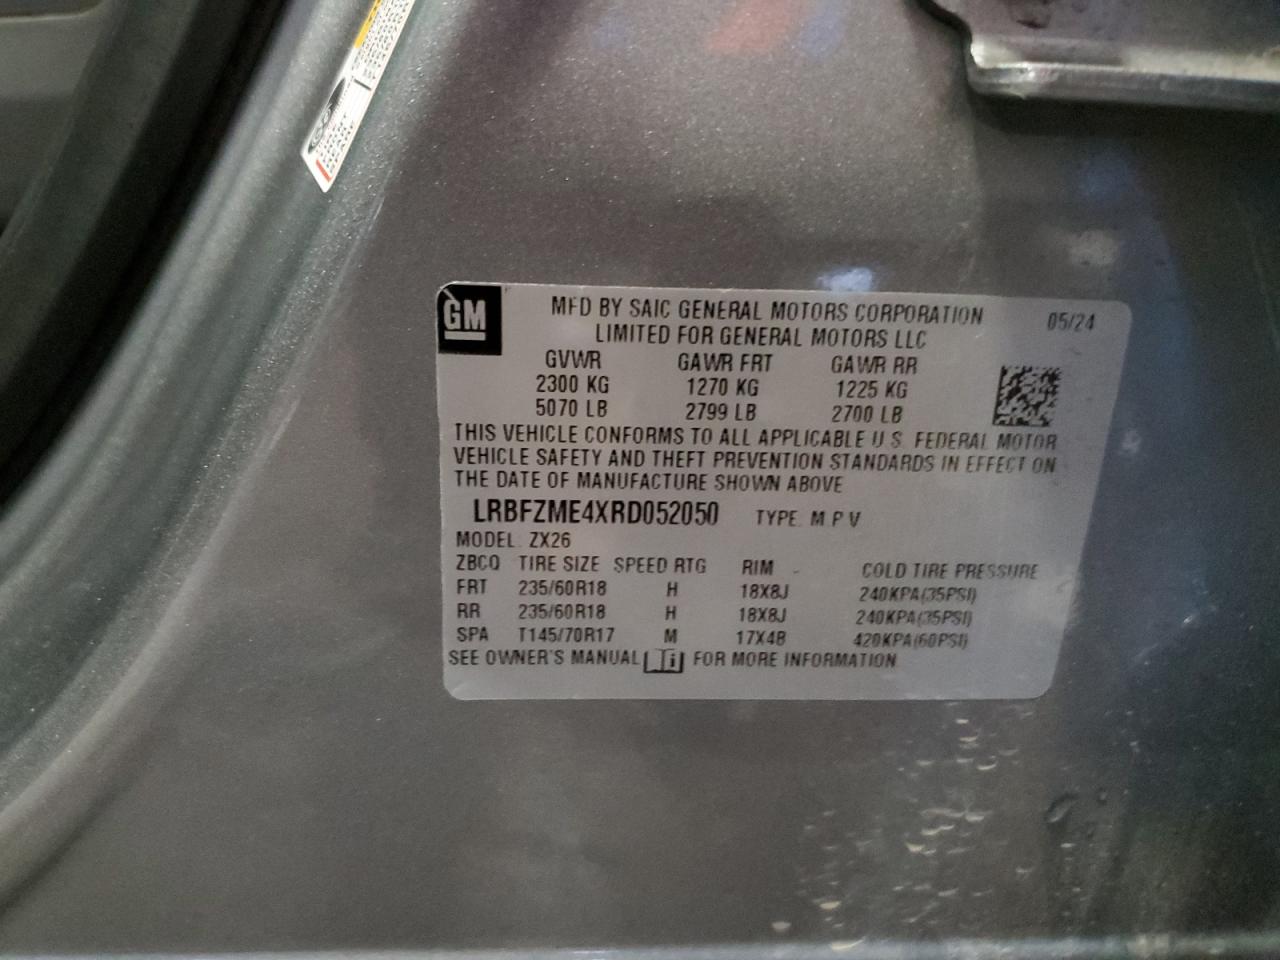 GM
MFD BY SAIC GENERAL MOTORS CORPORATION
LIMITED FOR GENERAL MOTORS LLC
05/24
GVWR GAWR FRT GAWR RR
2300 KG 1270 KG 1225 KG
5070 LB 2799 LB 2700 LB
THIS VEHICLE CONFORMS TO ALL APPLICABLE U.S. FEDERAL MOTOR
VEHICLE SAFETY AND THEFT PREVENTION STANDARDS IN EFFECT ON
THE DATE OF MANUFACTURE SHOWN ABOVE
LRBFZME4XRD052050 TYPE: M P V
MODEL: ZX26
ZBCQ TIRE SIZE SPEED RTG RIM COLD TIRE PRESSURE
FRT 235/60R18 H 18X8J 240KPA(35PSI)
RR 235/60R18 H 18X8J 240KPA(35PSI)
SPA T145/70R17 M 17X4B 420KPA(60PSI)
SEE OWNER'S MANUAL FOR MORE INFORMATION